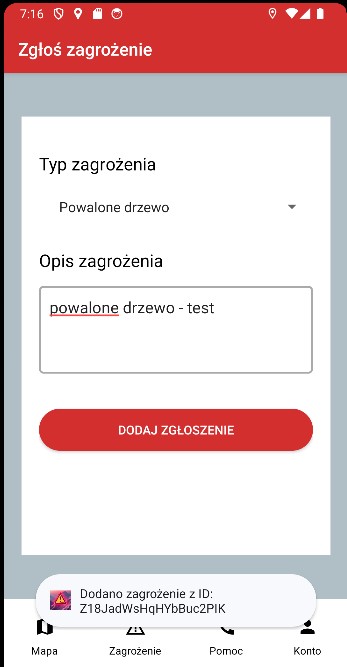 7:16
Zgłoś zagrożenie
Typ zagrożenia
Powalone drzewo
Opis zagrożenia
powalone drzewo - test
DODAJ ZGŁOSZENIE
Dodano zagrożenie z ID:
Z18JadWsHqHYbBuc2PIK
Mapa Zagrożenie Pomoc Konto